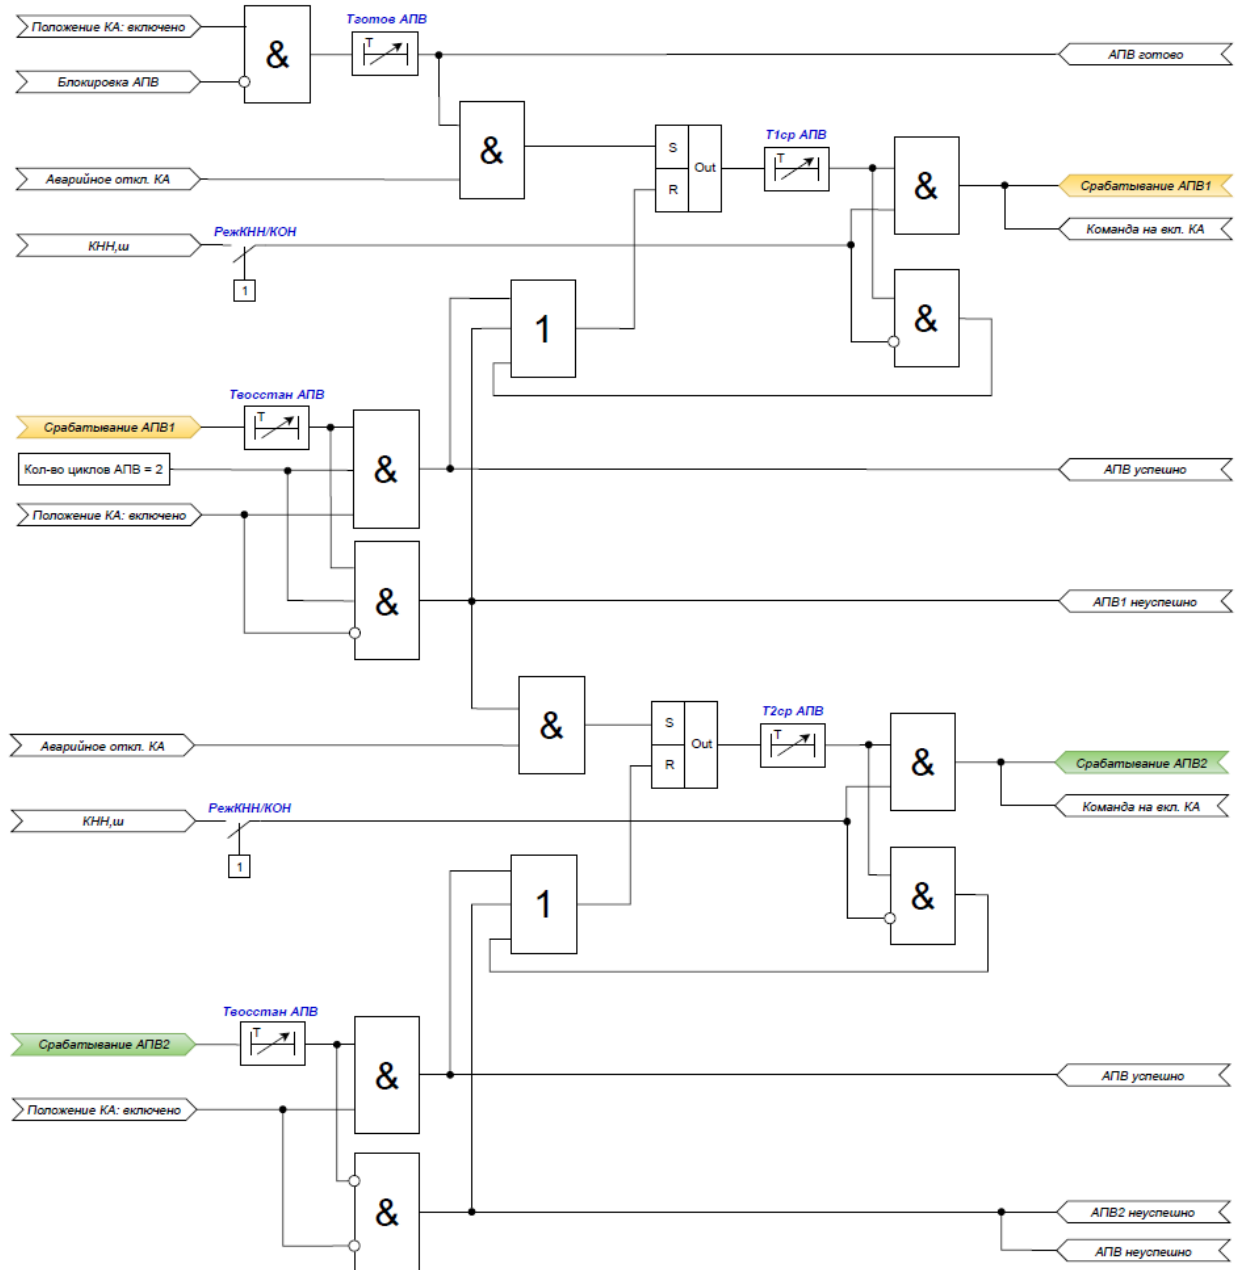 Положение КА: включено
Блокировка АПВ
&
Тготов АПВ
T
АПВ готово
Аварийное откл. КА
&
S
R
Out
Т1ср АПВ
T
&
Срабатывание АПВ1
Команда на вкл. КА
КНН,ш
РежКНН/КОН
1
1
&
Срабатывание АПВ1
Твосстан АПВ
T
Кол-во циклов АПВ = 2
Положение КА: включено
&
АПВ успешно
&
АПВ1 неуспешно
Аварийное откл. КА
&
S
R
Out
Т2ср АПВ
T
&
Срабатывание АПВ2
Команда на вкл. КА
КНН,ш
РежКНН/КОН
1
1
&
Срабатывание АПВ2
Твосстан АПВ
T
Положение КА: включено
&
АПВ успешно
&
АПВ2 неуспешно
АПВ неуспешно